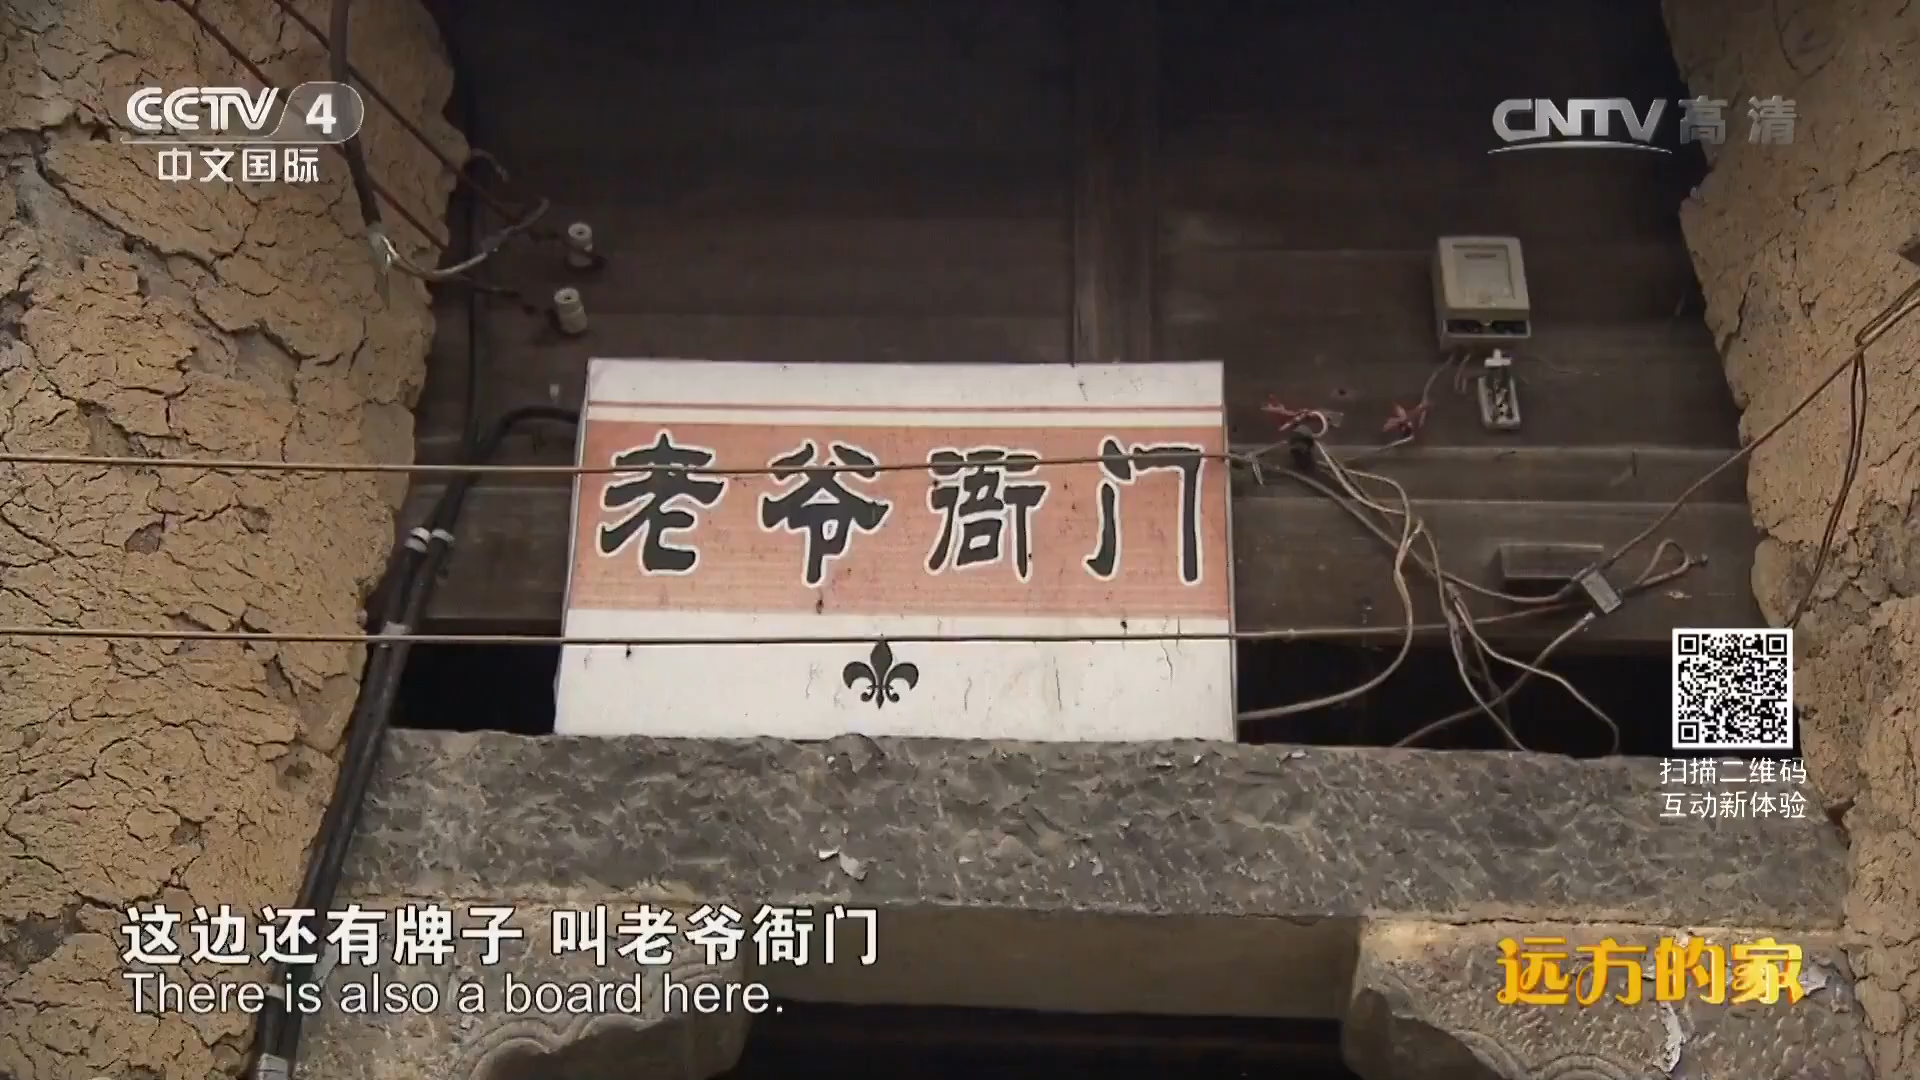 CCTV 4
中文国际
CNTV 高清
老爷衙门
扫描二维码
互动新体验
这边还有牌子 叫老爷衙门
There is also a board here.
远方的家